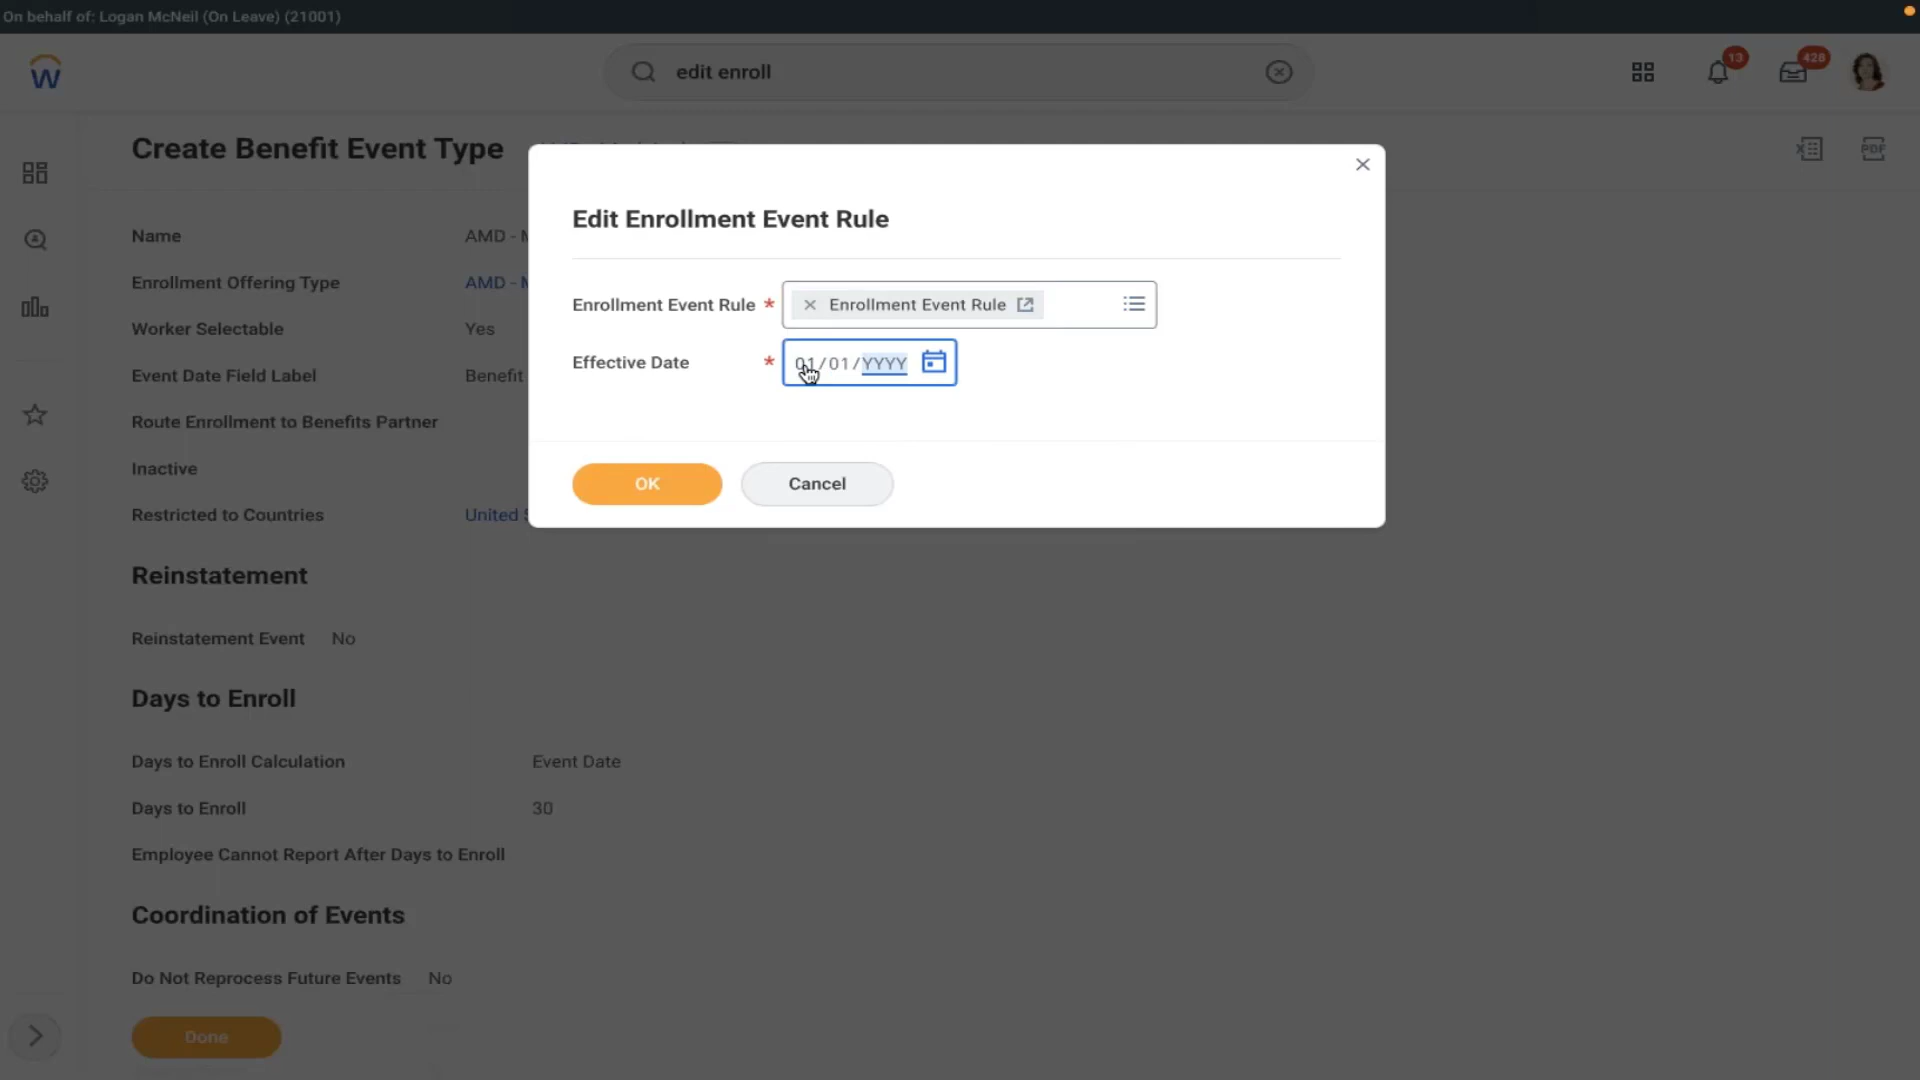 On behalf of: Logan McNeil (On Leave) (21001)
edit enroll
13
428
Create Benefit Event Type
PDF
Edit Enrollment Event Rule
Enrollment Event Rule * Enrollment Event Rule
Effective Date * 01/01/YYYY
OK Cancel
Name AMD -
Enrollment Offering Type AMD -
Worker Selectable Yes
Event Date Field Label Benefit
Route Enrollment to Benefits Partner
Inactive
Restricted to Countries United
Reinstatement
Reinstatement Event No
Days to Enroll
Days to Enroll Calculation Event Date
Days to Enroll 30
Employee Cannot Report After Days to Enroll
Coordination of Events
Do Not Reprocess Future Events No
Done